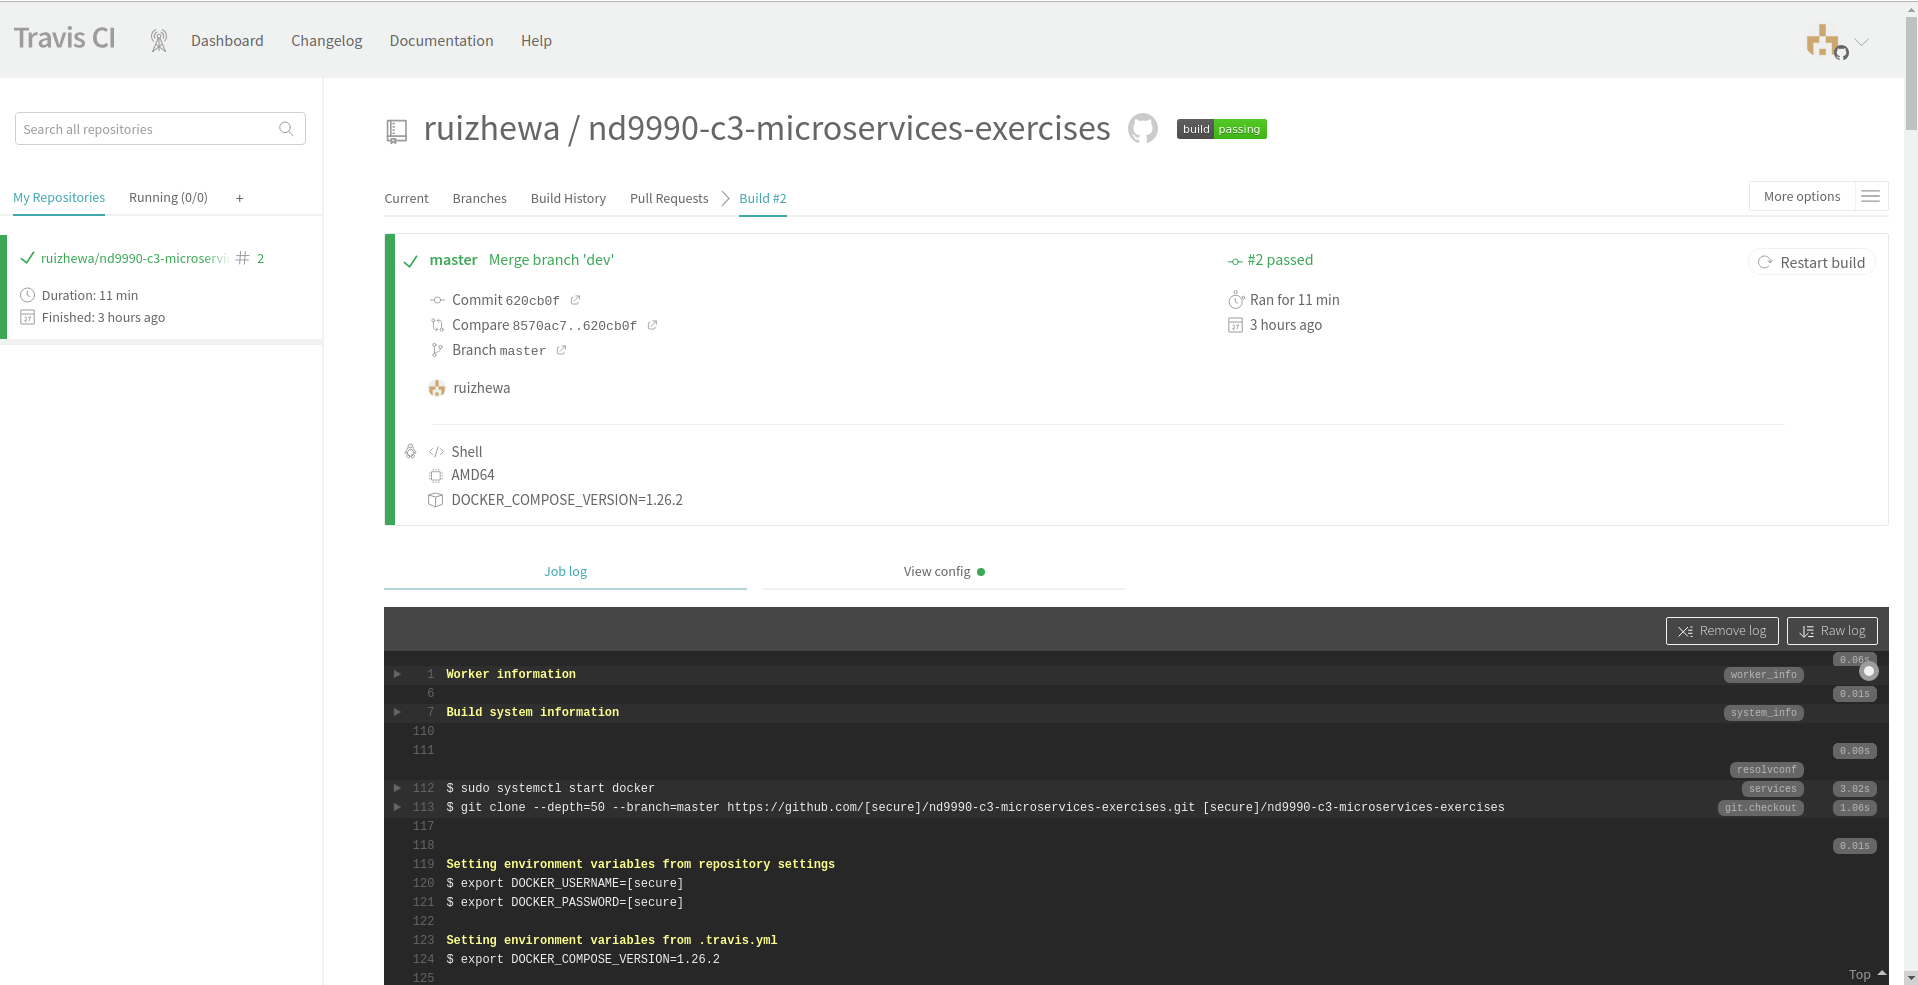 Travis CI
Dashboard Changelog Documentation Help
Search all repositories
My Repositories Running (0/0) +
ruizhewa/nd9990-c3-microservi # 2
Duration: 11 min
Finished: 3 hours ago
ruizhewa / nd9990-c3-microservices-exercises build passing
Current Branches Build History Pull Requests Build #2
More options
master Merge branch 'dev'
Commit 620cb0f
Compare 8570ac7..620cb0f
Branch master
ruizhewa
#2 passed
Ran for 11 min
3 hours ago
Restart build
Shell
AMD64
DOCKER_COMPOSE_VERSION=1.26.2
Job log View config
Remove log Raw log
0.06s
1 Worker information worker_info
6 0.01s
7 Build system information system_info
110
111 0.00s
resolvconf
112 $ sudo systemctl start docker services 3.02s
113 $ git clone --depth=50 --branch=master https://github.com/[secure]/nd9990-c3-microservices-exercises.git [secure]/nd9990-c3-microservices-exercises git.checkout 1.06s
117
118 0.01s
119 Setting environment variables from repository settings
120 $ export DOCKER_USERNAME=[secure]
121 $ export DOCKER_PASSWORD=[secure]
122
123 Setting environment variables from .travis.yml
124 $ export DOCKER_COMPOSE_VERSION=1.26.2
125
Top